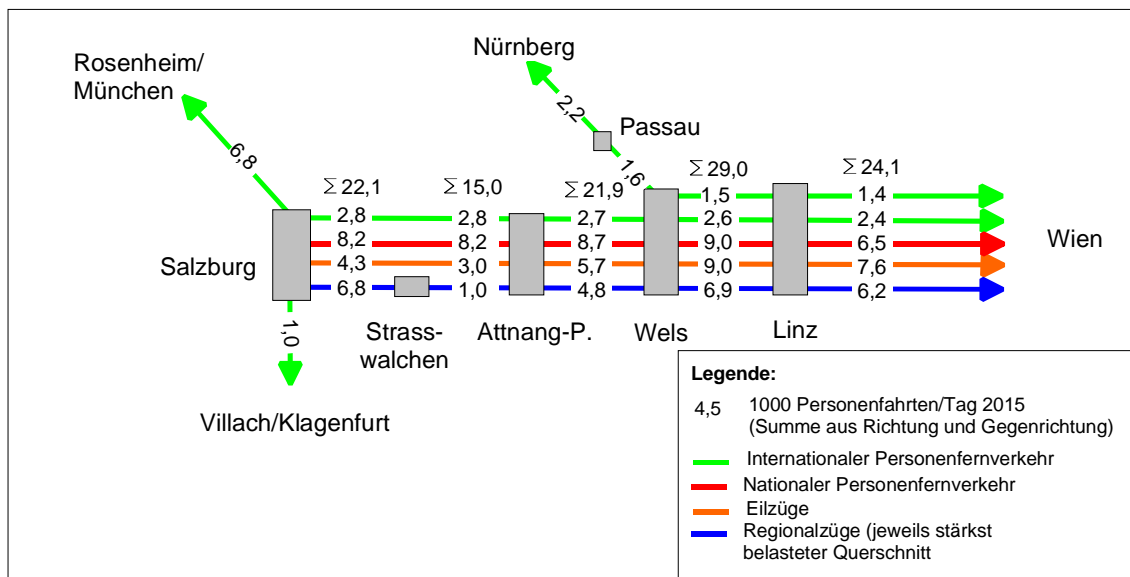 Nürnberg
Rosenheim/
München
2,2
Passau
6,8
1,6
Σ 22,1 Σ 15,0 Σ 21,9 Σ 29,0 Σ 24,1
1,5 1,4
2,8 2,8 2,7 2,6 2,4
8,2 8,2 8,7 9,0 6,5
Wien
Salzburg
4,3 3,0 5,7 9,0 7,6
6,8 1,0 4,8 6,9 6,2
1,0
Strass-
walchen
Attnang-P.
Wels
Linz
Villach/Klagenfurt
Legende:
4,5 1000 Personenfahrten/Tag 2015
(Summe aus Richtung und Gegenrichtung)
Internationaler Personenfernverkehr
Nationaler Personenfernverkehr
Eilzüge
Regionalzüge (jeweils stärkst
belasteter Querschnitt